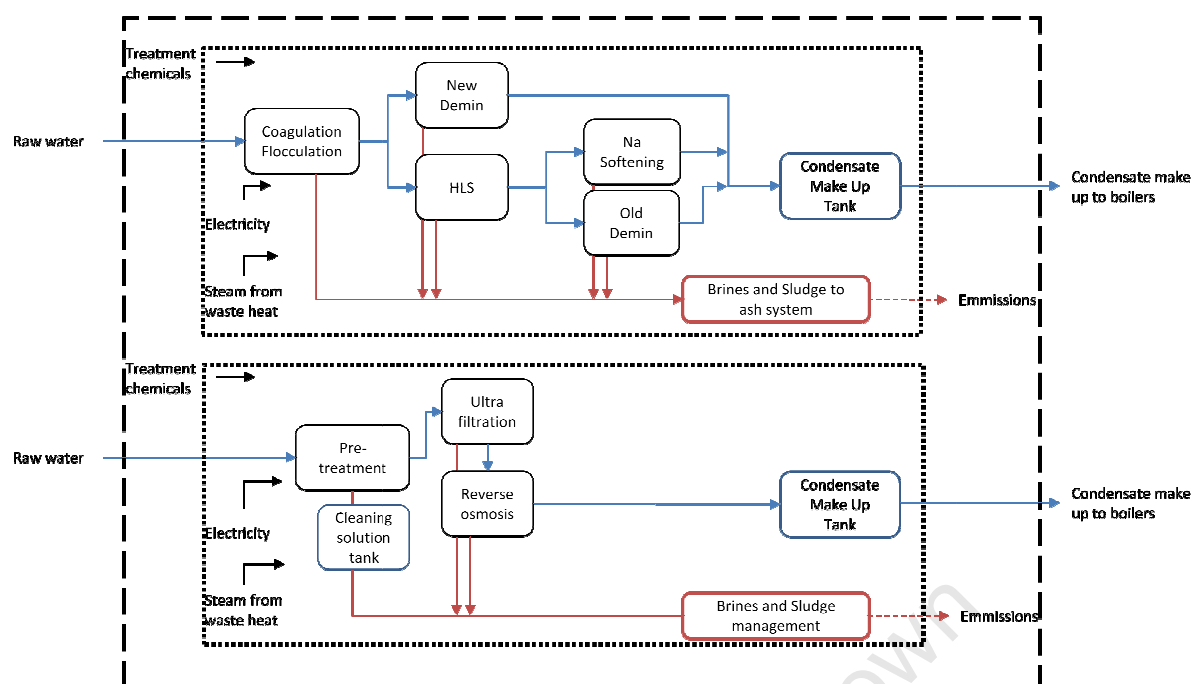 Treatment
chemicals
New
Demin
Raw water
Coagulation
Flocculation
Na
Softening
HLS
Condensate
Make Up
Tank
Condensate make
up to boilers
Electricity
Old
Demin
Steam from
waste heat
Brines and Sludge to
ash system
Emmissions
Treatment
chemicals
Ultra
filtration
Raw water
Pre-
treatment
Reverse
osmosis
Condensate
Make Up
Tank
Condensate make
up to boilers
Electricity
Cleaning
solution
tank
Steam from
waste heat
Brines and Sludge
management
Emmissions
own